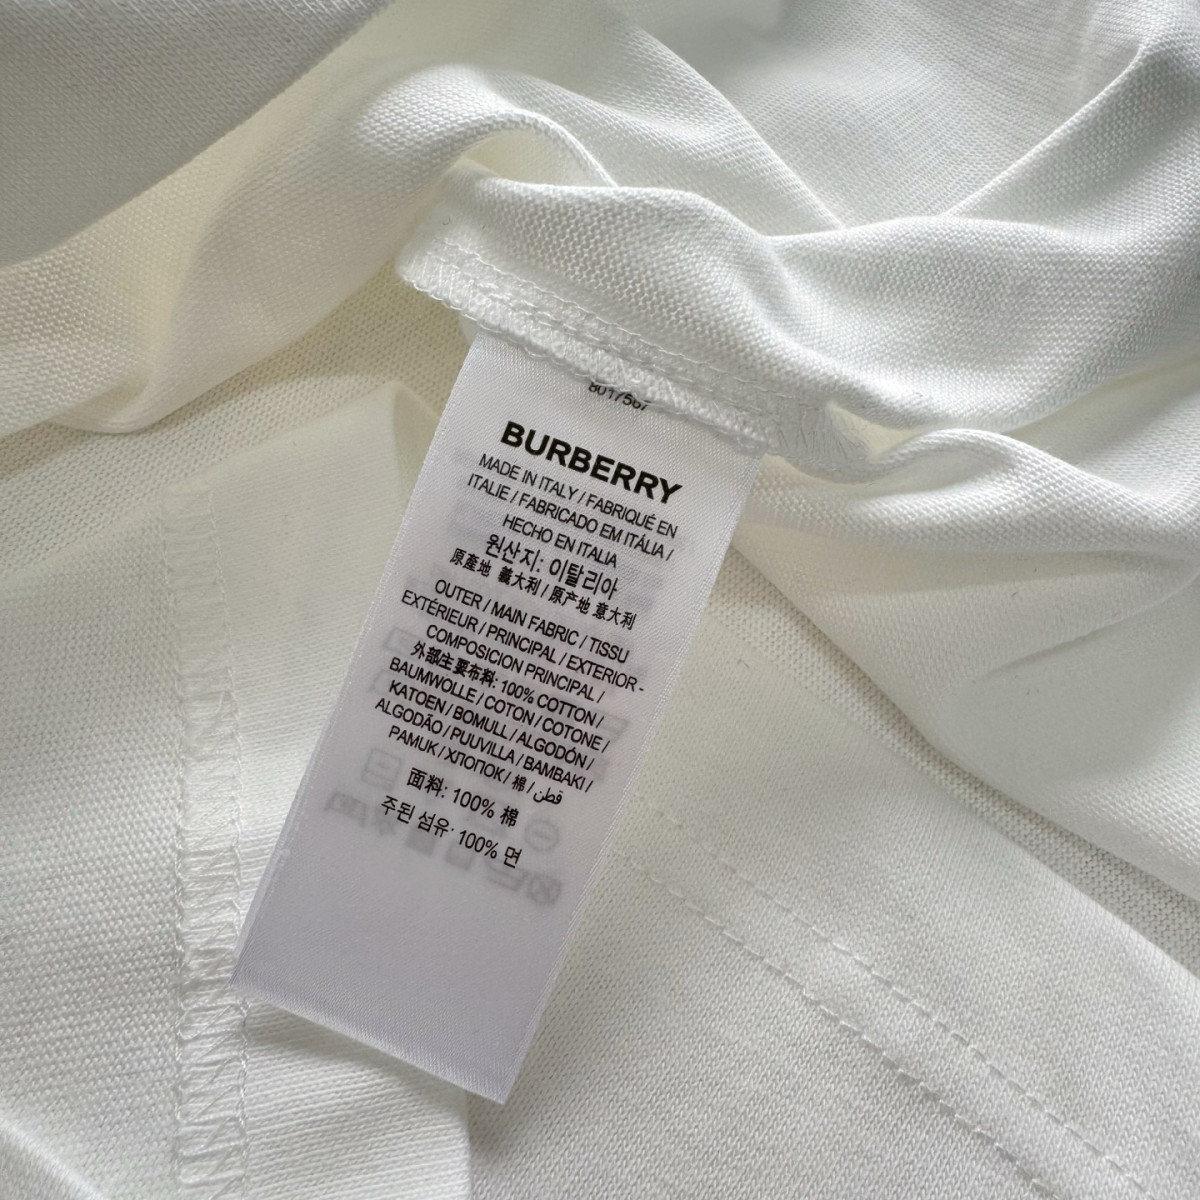 8017567
BURBERRY
MADE IN ITALY / FABRIQUÉ EN
ITALIE / FABRICADO EM ITÁLIA /
HECHO EN ITALIA
원산지: 이탈리아
原產地 義大利 / 原产地 意大利
OUTER / MAIN FABRIC / TISSU
EXTÉRIEUR / PRINCIPAL / EXTERIOR -
COMPOSICION PRINCIPAL /
外部主要布料: 100% COTTON /
BAUMWOLLE / COTON / COTONE /
KATOEN / BOMULL / ALGODÓN /
ALGODÃO / PUUVILLA / BAMBAKI /
PAMUK / ХЛОПОК / 棉 / قطن
面料: 100% 棉
주된 섬유: 100% 면